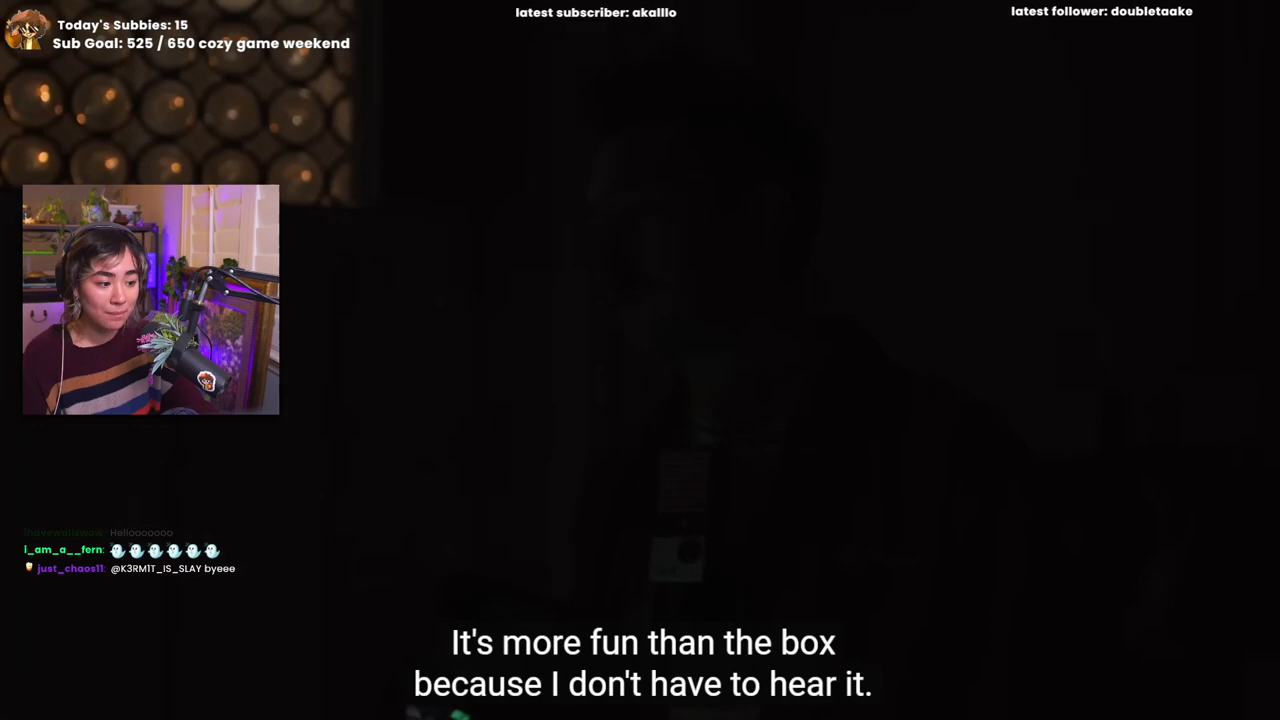 Today's Subbies: 15
Sub Goal: 525 / 650 cozy game weekend
latest subscriber: akalllo
latest follower: doubletaake
Hellooooooo
i_am_a__fern:
just_chaos11: @K3RM1T_IS_SLAY byeee
It's more fun than the box
because I don't have to hear it.